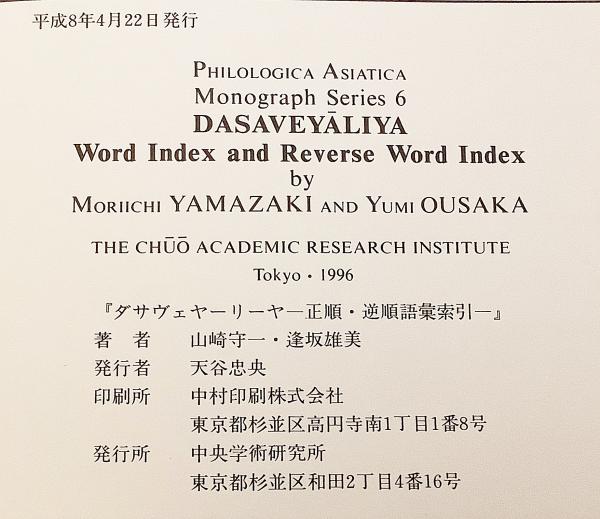 平成8年4月22日発行
PHILOLOGICA ASIATICA
Monograph Series 6
DASAVEYĀLIYA
Word Index and Reverse Word Index
by
MORIICHI YAMAZAKI AND YUMI OUSAKA
THE CHŪŌ ACADEMIC RESEARCH INSTITUTE
Tokyo・1996
『ダサヴェヤーリーヤ―正順・逆順語彙索引―』
著　者　山崎守一・逢坂雄美
発行者　天谷忠央
印刷所　中村印刷株式会社
東京都杉並区高円寺南1丁目1番8号
発行所　中央学術研究所
東京都杉並区和田2丁目4番16号